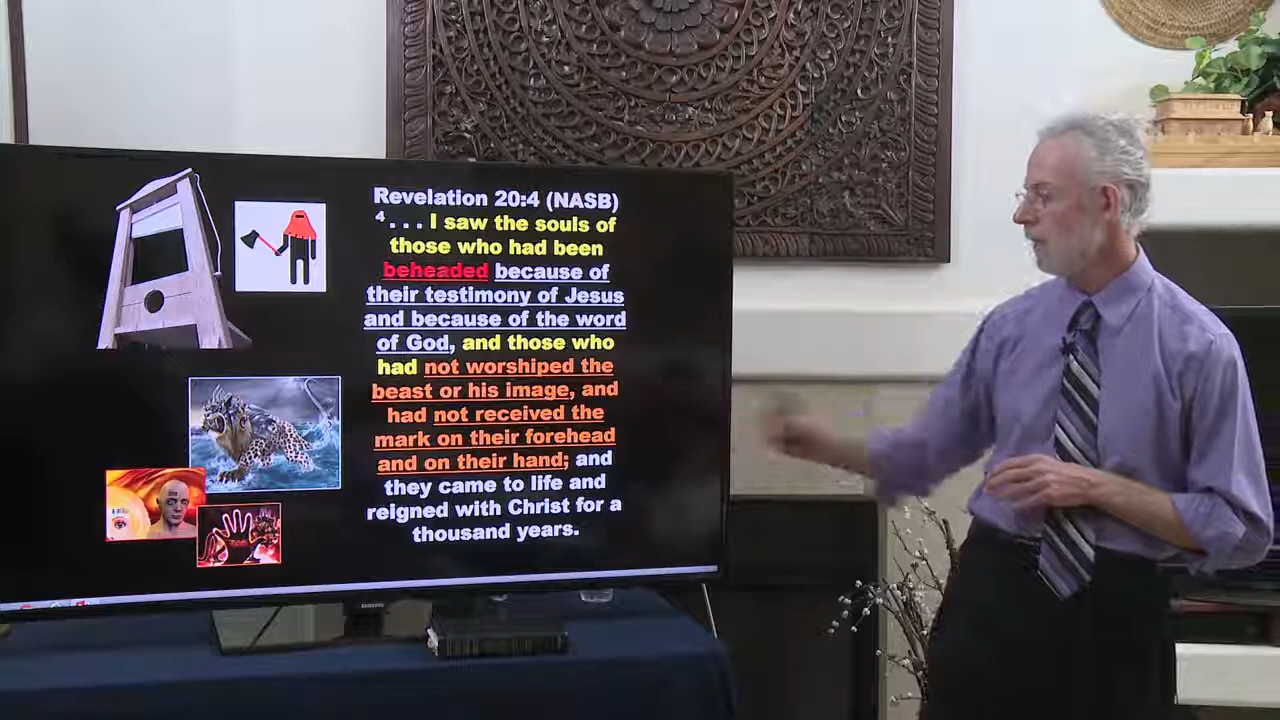 Revelation 20:4 (NASB)
4. . . I saw the souls of
those who had been
beheaded because of
their testimony of Jesus
and because of the word
of God, and those who
had not worshiped the
beast or his image, and
had not received the
mark on their forehead
and on their hand; and
they came to life and
reigned with Christ for a
thousand years.
SAMSUNG